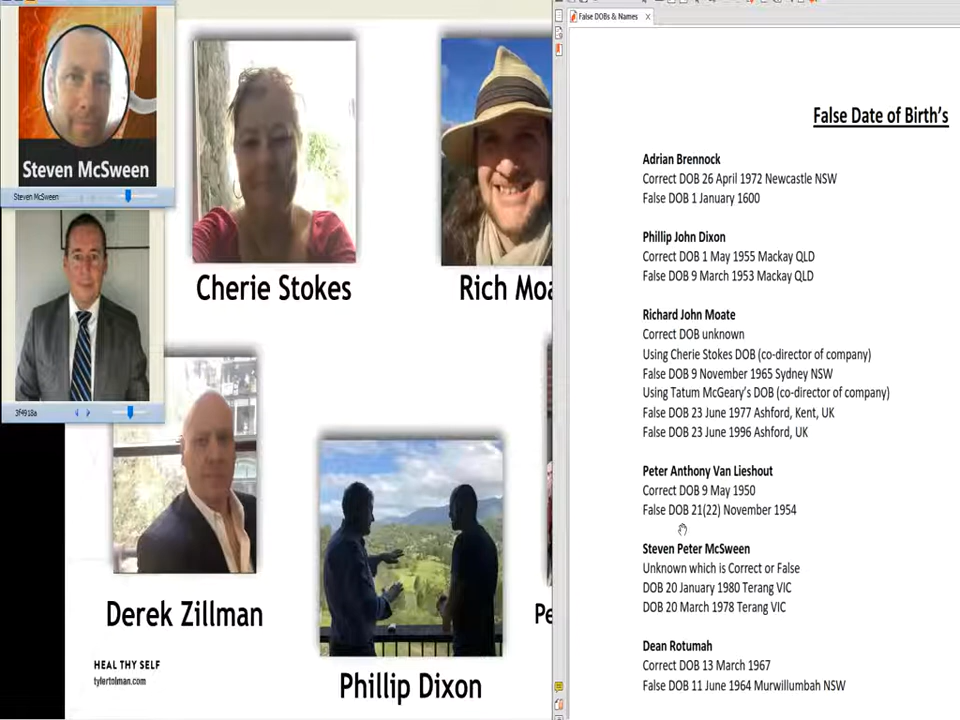 Steven McSween
Steven McSween
3f4918a
Cherie Stokes
Rich Moa
Derek Zillman
Pe
Phillip Dixon
HEAL THY SELF
tylertolman.com
False DOBs & Names
False Date of Birth's
Adrian Brennock
Correct DOB 26 April 1972 Newcastle NSW
False DOB 1 January 1600
Phillip John Dixon
Correct DOB 1 May 1955 Mackay QLD
False DOB 9 March 1953 Mackay QLD
Richard John Moate
Correct DOB unknown
Using Cherie Stokes DOB (co-director of company)
False DOB 9 November 1965 Sydney NSW
Using Tatum McGeary's DOB (co-director of company)
False DOB 23 June 1977 Ashford, Kent, UK
False DOB 23 June 1996 Ashford, UK
Peter Anthony Van Lieshout
Correct DOB 9 May 1950
False DOB 21(22) November 1954
Steven Peter McSween
Unknown which is Correct or False
DOB 20 January 1980 Terang VIC
DOB 20 March 1978 Terang VIC
Dean Rotumah
Correct DOB 13 March 1967
False DOB 11 June 1964 Murwillumbah NSW